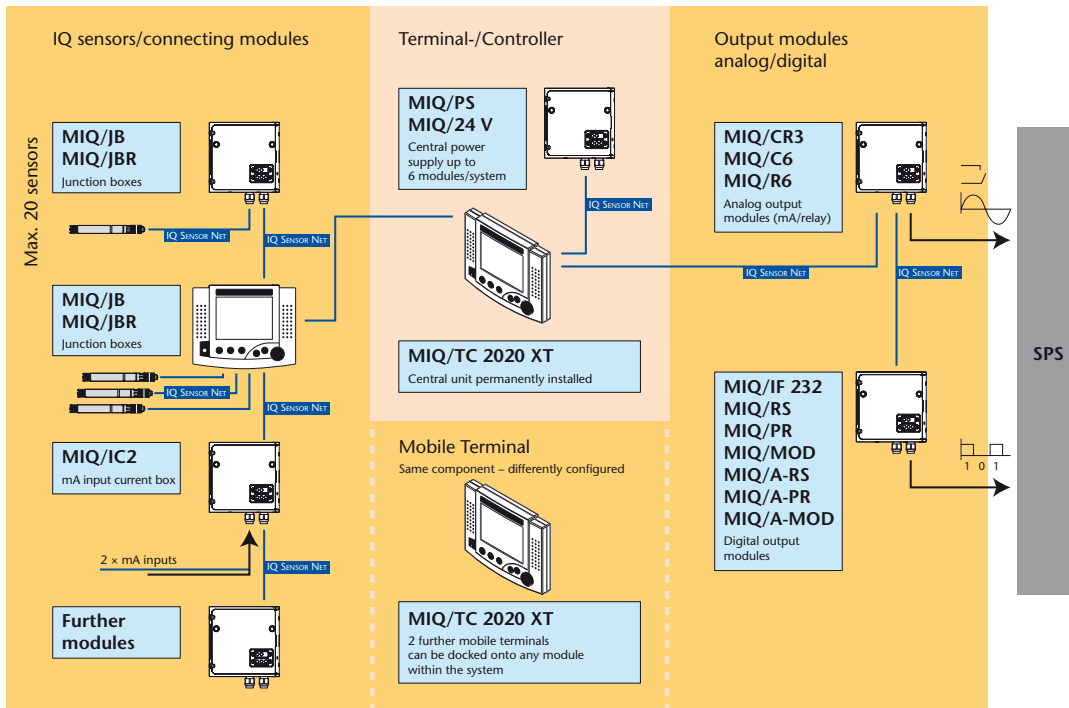 IQ sensors/connecting modules
Max. 20 sensors
MIQ/JB
MIQ/JBR
Junction boxes
IQ SENSOR NET
IQ SENSOR NET
MIQ/JB
MIQ/JBR
Junction boxes
IQ SENSOR NET
IQ SENSOR NET
MIQ/IC2
mA input current box
2 × mA inputs
IQ SENSOR NET
Further
modules
Terminal-/Controller
MIQ/PS
MIQ/24 V
Central power
supply up to
6 modules/system
IQ SENSOR NET
MIQ/TC 2020 XT
Central unit permanently installed
Mobile Terminal
Same component – differently configured
MIQ/TC 2020 XT
2 further mobile terminals
can be docked onto any module
within the system
Output modules
analog/digital
MIQ/CR3
MIQ/C6
MIQ/R6
Analog output
modules (mA/relay)
IQ SENSOR NET
IQ SENSOR NET
MIQ/IF 232
MIQ/RS
MIQ/PR
MIQ/MOD
MIQ/A-RS
MIQ/A-PR
MIQ/A-MOD
Digital output
modules
1 0 1
SPS